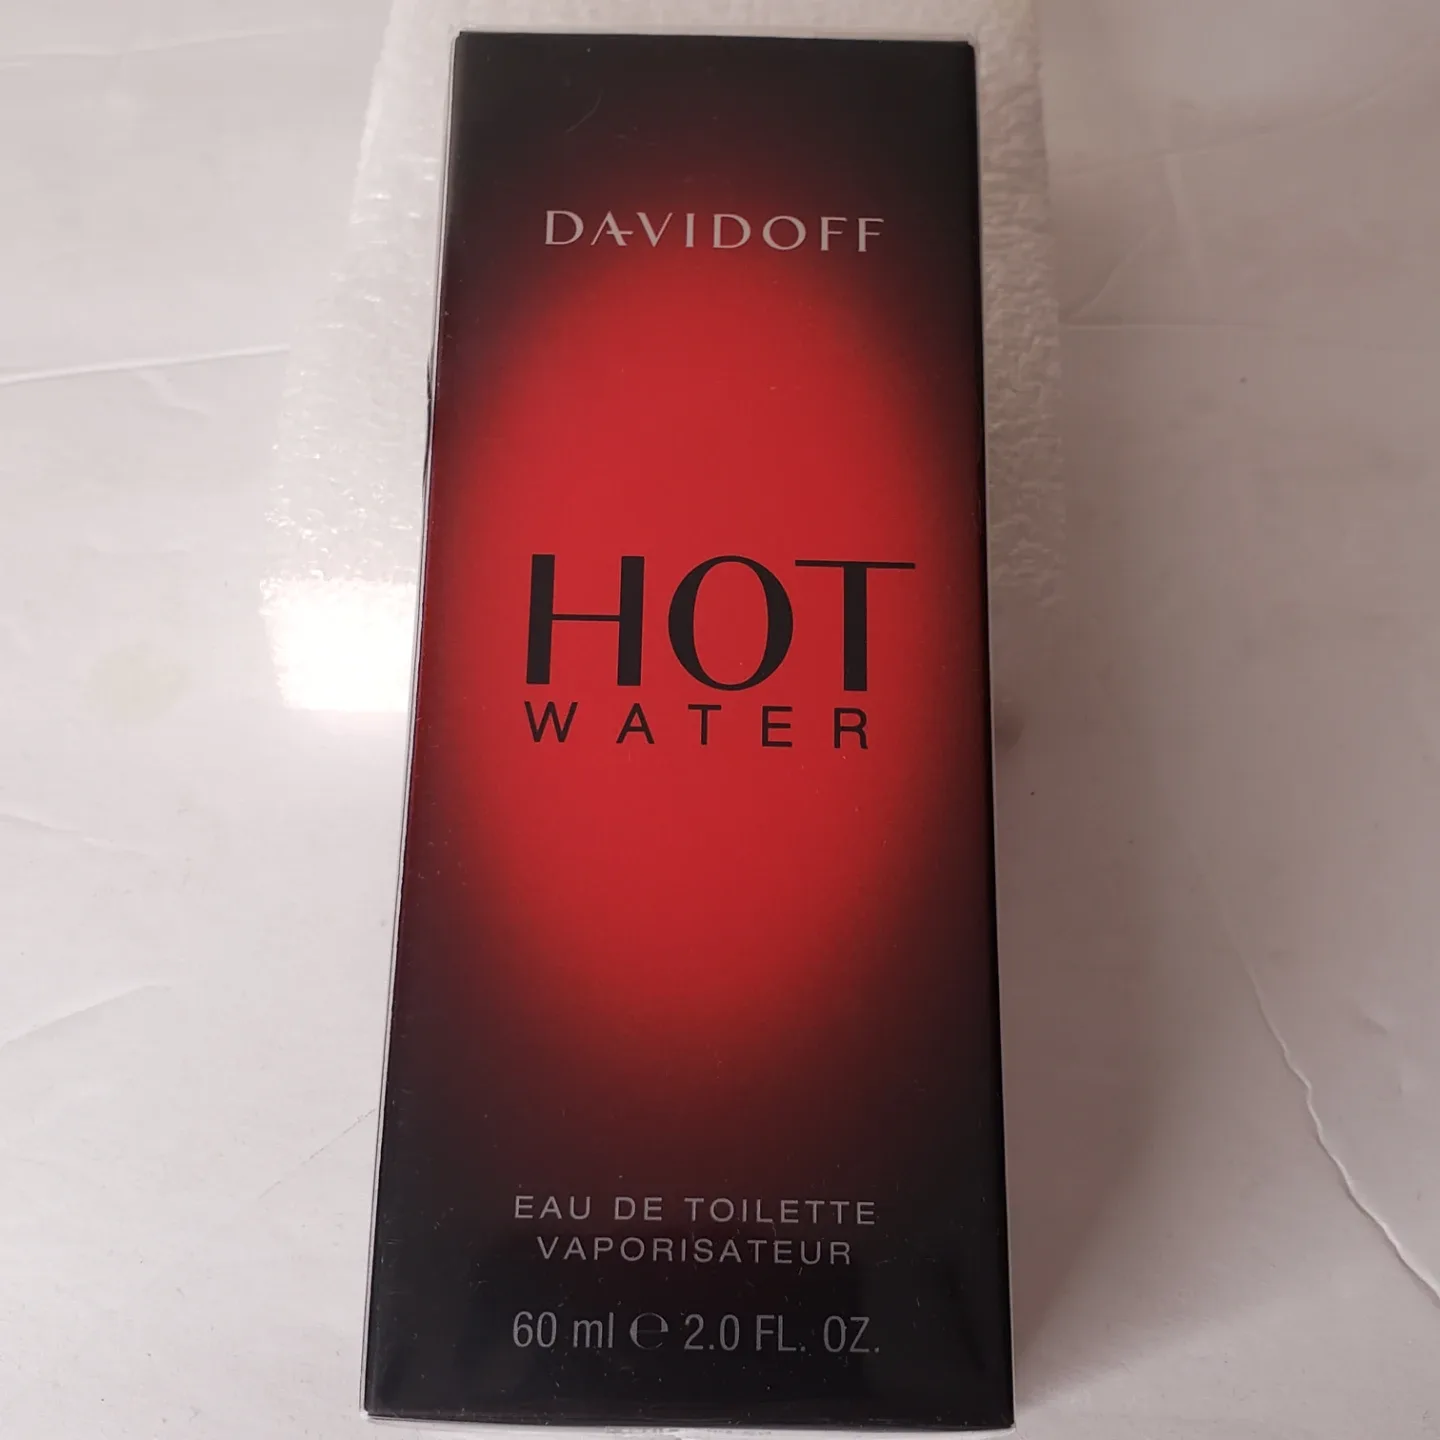 DAVIDOFF
HOT
WATER
EAU DE TOILETTE
VAPORISATEUR
60 ml ℮ 2.0 FL. OZ.